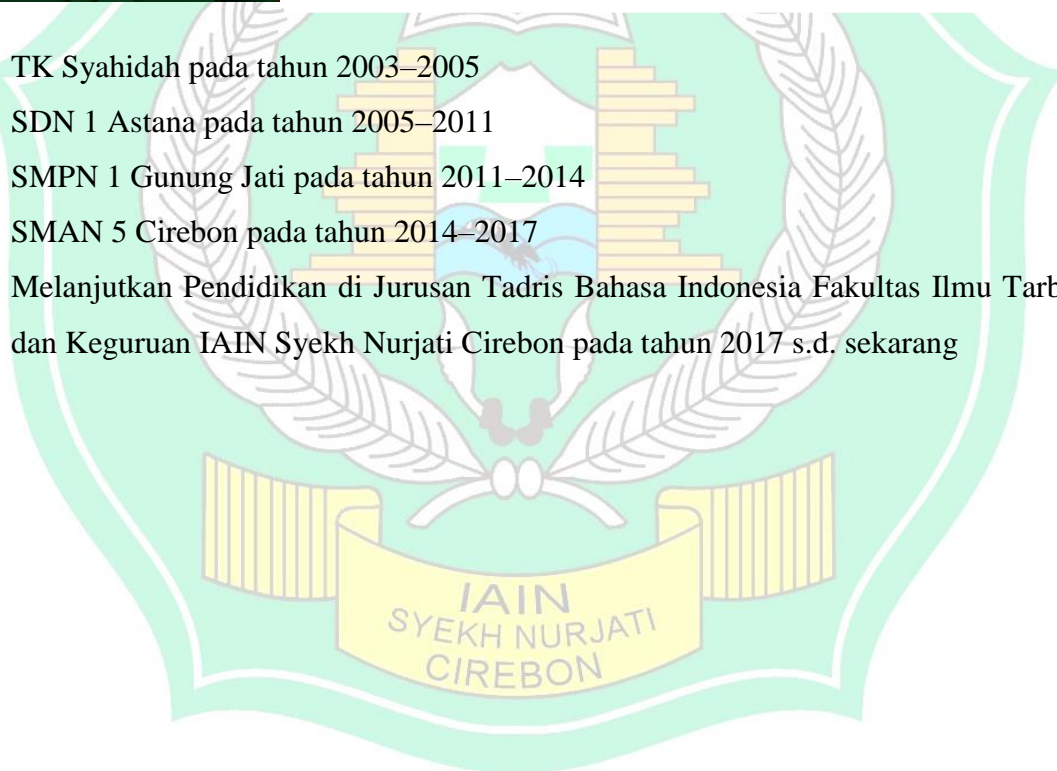 TK Syahidah pada tahun 2003–2005
SDN 1 Astana pada tahun 2005–2011
SMPN 1 Gunung Jati pada tahun 2011–2014
SMAN 5 Cirebon pada tahun 2014–2017
Melanjutkan Pendidikan di Jurusan Tadris Bahasa Indonesia Fakultas Ilmu Tarb
dan Keguruan IAIN Syekh Nurjati Cirebon pada tahun 2017 s.d. sekarang
IAIN
SYEKH NURJATI
CIREBON